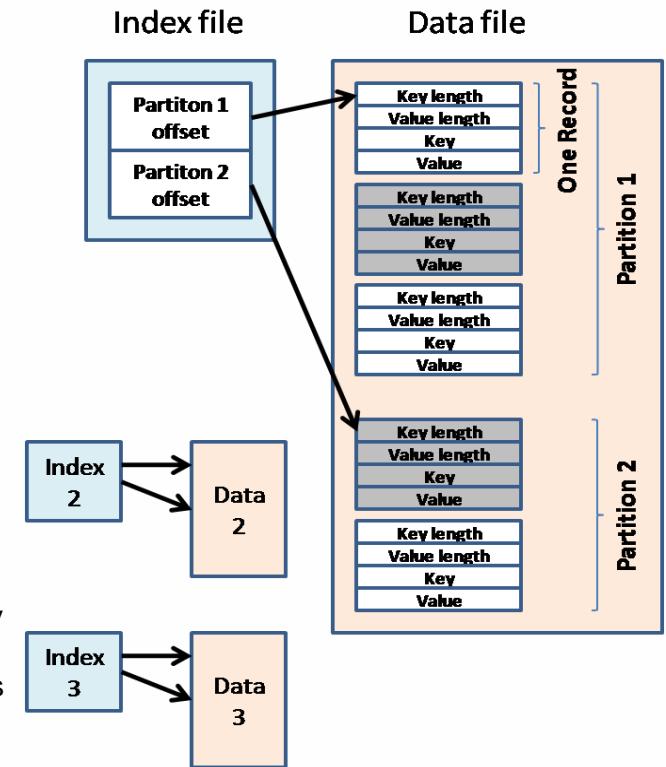 Index file
Data file
Partiton 1
offset
Partiton 2
offset
Key length
Value length
Key
Value
One Record
Key length
Value length
Key
Value
Key length
Value length
Key
Value
Partition 1
Key length
Value length
Key
Value
Key length
Value length
Key
Value
Partition 2
Index
2
Data
2
Index
3
Data
3